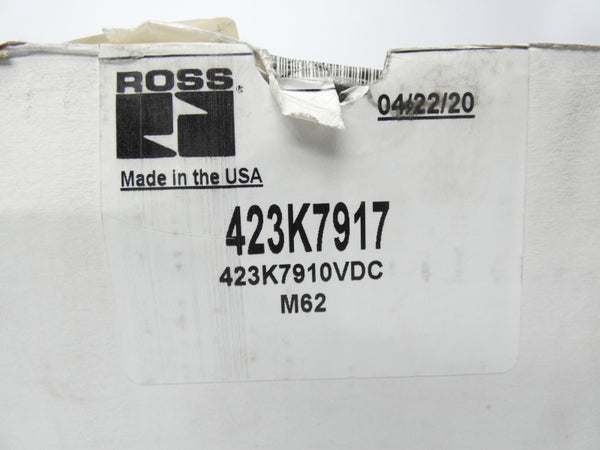 ROSS®
04/22/20
Made in the USA
423K7917
423K7910VDC
M62